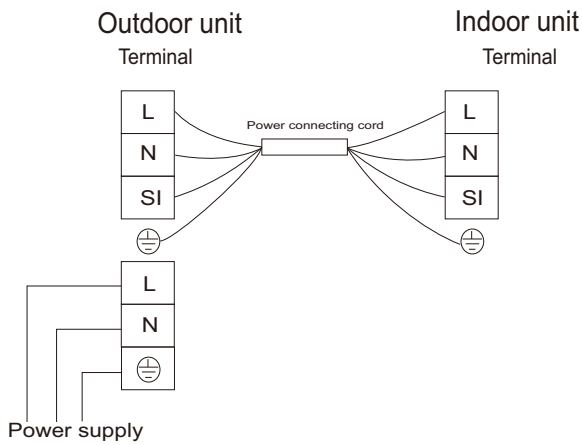 Outdoor unit
Terminal
L
N
SI
L
N
Power supply
Power connecting cord
Indoor unit
Terminal
L
N
SI